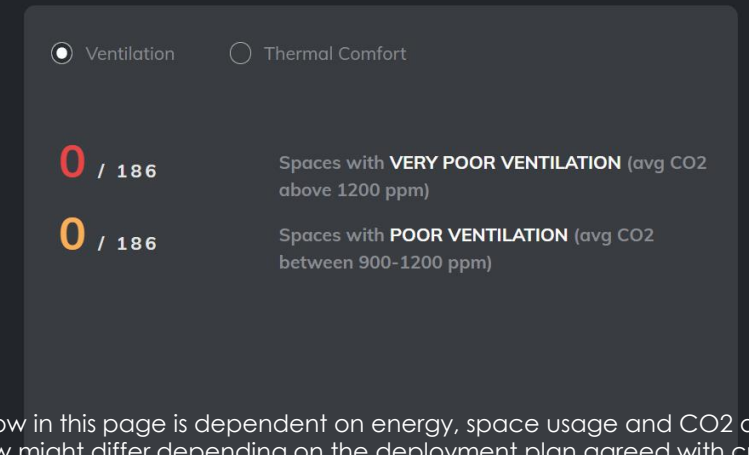 Ventilation Thermal Comfort
0 / 186 Spaces with VERY POOR VENTILATION (avg CO2
above 1200 ppm)
0 / 186 Spaces with POOR VENTILATION (avg CO2
between 900-1200 ppm)
in this page is dependent on energy, space usage and CO2
might differ depending on the deployment plan agreed with